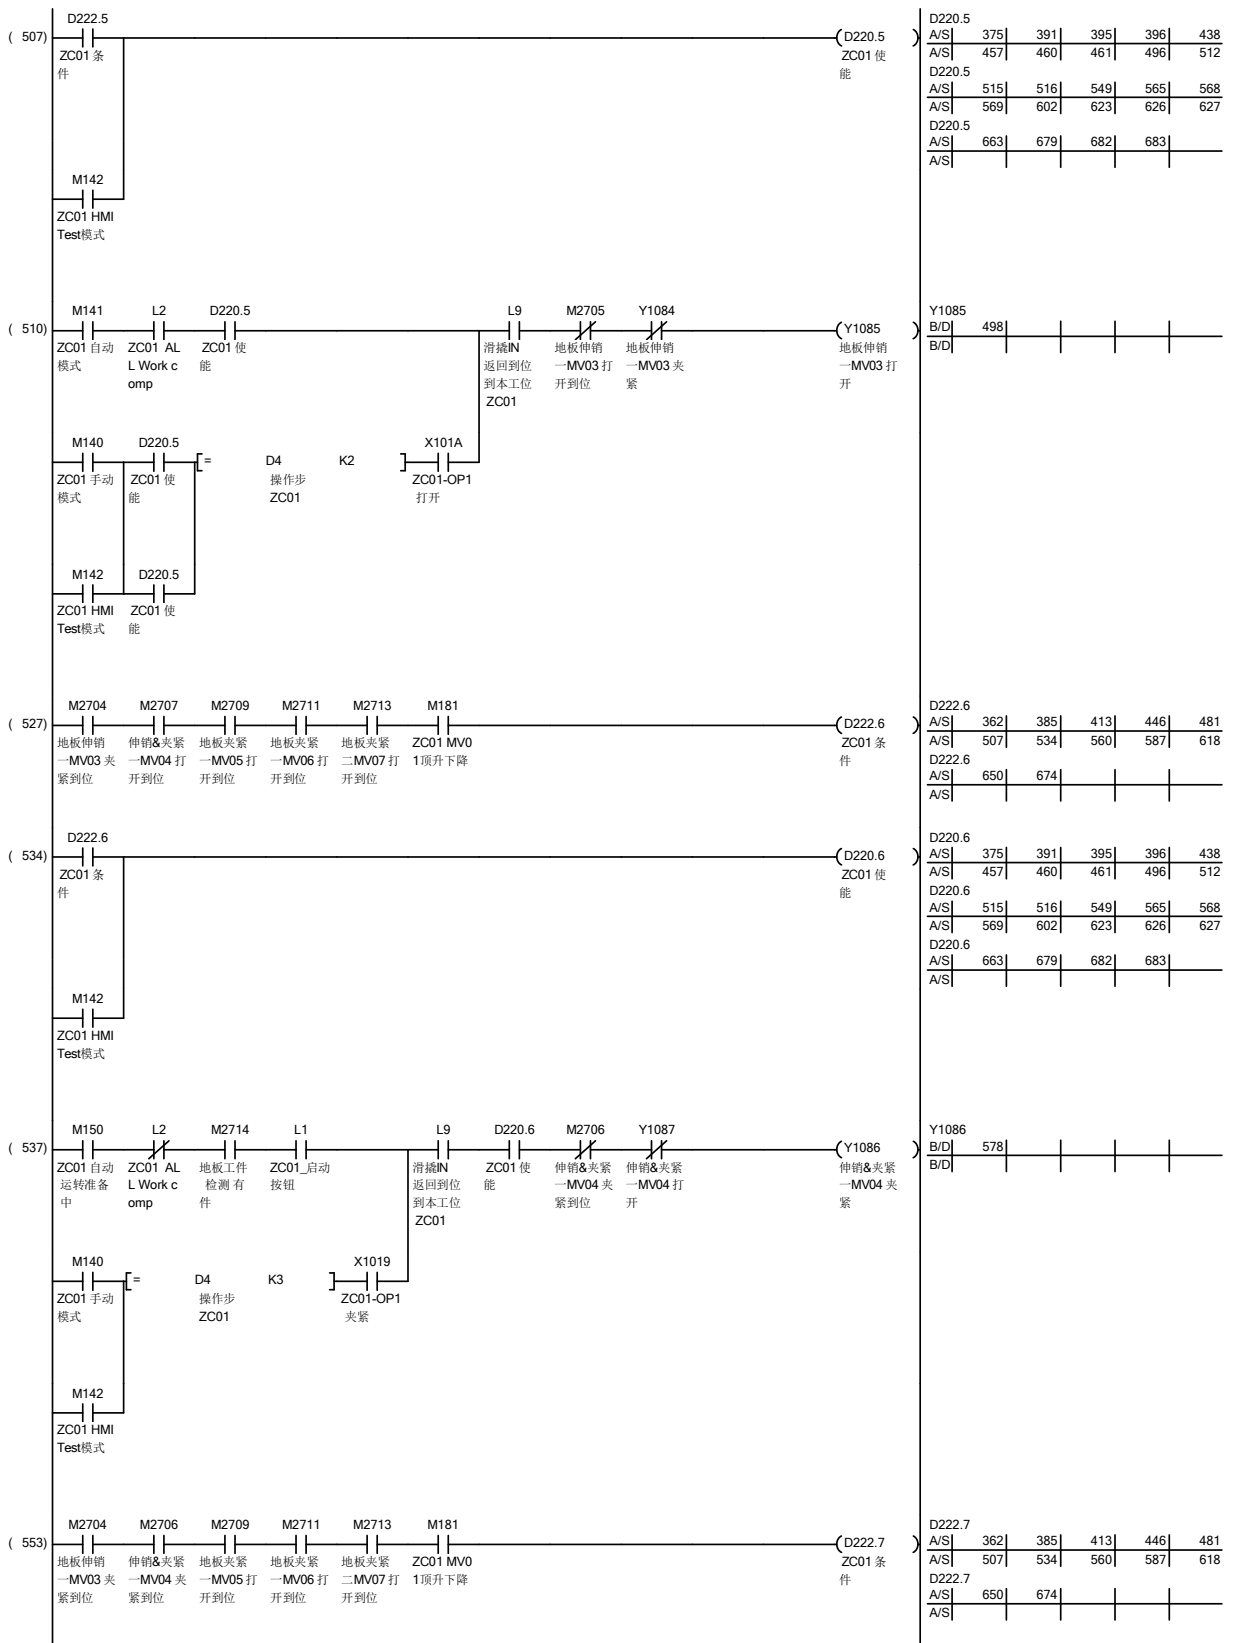 D222.5
( 507)
ZC01 条
件
(D220.5 )
ZC01 使
能
M142
ZC01 HMI
Test模式
D220.5
A/S 375 391 395 396 438
A/S 457 460 461 496 512
D220.5
A/S 515 516 549 565 568
A/S 569 602 623 626 627
D220.5
A/S 663 679 682 683
A/S
M141 L2 D220.5 L9 M2705 Y1084
( 510) (Y1085 )
ZC01 自动 ZC01 AL ZC01 使 滑撬IN 地板伸销 地板伸销 地板伸销
模式 L Work c 能 返回到位 一MV03 打 一MV03 夹 一MV03 打
omp 到本工位 开到位 紧 开
ZC01
Y1085
B/D 498
B/D
M140 D220.5 X101A
[= D4 K2 ]
ZC01 手动 ZC01 使 操作步 ZC01-OP1
模式 能 ZC01 打开
M142 D220.5
ZC01 HMI ZC01 使
Test模式 能
M2704 M2707 M2709 M2711 M2713 M181
( 527) (D222.6 )
地板伸销 伸销&夹紧 地板夹紧 地板夹紧 地板夹紧 ZC01 MV0 ZC01 条
一MV03 夹 一MV04 打 一MV05 打 一MV06 打 二MV07 打 1顶升下降 件
紧到位 开到位 开到位 开到位 开到位
D222.6
A/S 362 385 413 446 481
A/S 507 534 560 587 618
D222.6
A/S 650 674
A/S
D222.6
( 534) (D220.6 )
ZC01 条 ZC01 使
件 能
M142
ZC01 HMI
Test模式
D220.6
A/S 375 391 395 396 438
A/S 457 460 461 496 512
D220.6
A/S 515 516 549 565 568
A/S 569 602 623 626 627
D220.6
A/S 663 679 682 683
A/S
M150 L2 M2714 L1 L9 D220.6 M2706 Y1087
( 537) (Y1086 )
ZC01 自动 ZC01 AL 地板工件 ZC01_启动 滑撬IN ZC01 使 伸销&夹紧 伸销&夹紧 伸销&夹紧
运转准备 L Work c 检测 有 按钮 返回到位 能 一MV04 夹 一MV04 打 一MV04 夹
中 omp 件 到本工位 紧到位 开 紧
ZC01
Y1086
B/D 578
B/D
M140 X1019
[= D4 K3 ]
ZC01 手动 操作步 ZC01-OP1
模式 ZC01 夹紧
M142
ZC01 HMI
Test模式
M2704 M2706 M2709 M2711 M2713 M181
( 553) (D222.7 )
地板伸销 伸销&夹紧 地板夹紧 地板夹紧 地板夹紧 ZC01 MV0 ZC01 条
一MV03 夹 一MV04 夹 一MV05 打 一MV06 打 二MV07 打 1顶升下降 件
紧到位 紧到位 开到位 开到位 开到位
D222.7
A/S 362 385 413 446 481
A/S 507 534 560 587 618
D222.7
A/S 650 674
A/S